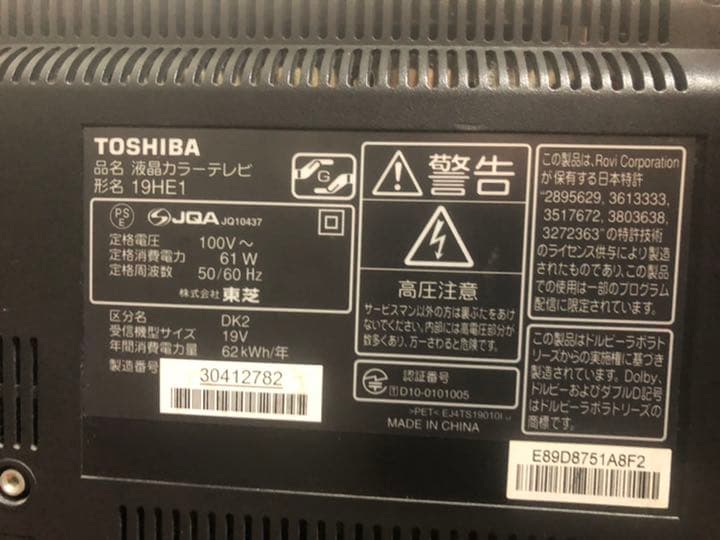 TOSHIBA
品名 液晶カラーテレビ
形名 19HE1
G
PS
E
JQA JQ10437
定格電圧 100V～
定格消費電力 61W
定格周波数 50/60 Hz
株式会社 東芝
区分名 DK2
受信機型サイズ 19V
年間消費電力量 62kWh/年
製造番号
30412782
警告
高圧注意
サービスマン以外の方は裏ぶたをあけ
ないでください。内部には高電圧部分が
数多くあり、万一さわると危険です。
認証番号
D10-0101005
>PET<
MADE IN CHINA
この製品は、Rovi Corporation
が保有する日本特許
2895629, 3613333,
3517672, 3803638,
3272363 の特許技術
のライセンス供与により製造
されたものであり、この製品
での使用は一部のプログラム
配信に限定されています。
この製品はドルビーラボラト
リーズからの実施権に基づき
製造されています。Dolby、
ドルビーおよびダブルD記号
はドルビーラボラトリーズの
商標です。
E89D8751A8F2